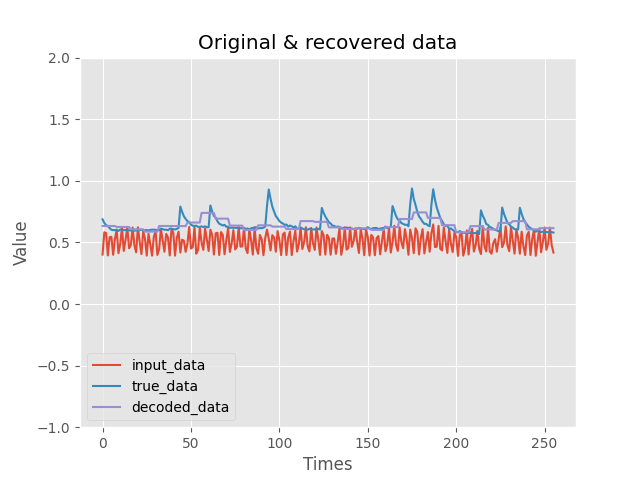 Original & recovered data
2.0
1.5
1.0
0.5
0.0
−0.5
−1.0
Value
input_data
true_data
decoded_data
0
50
100
150
200
250
Times